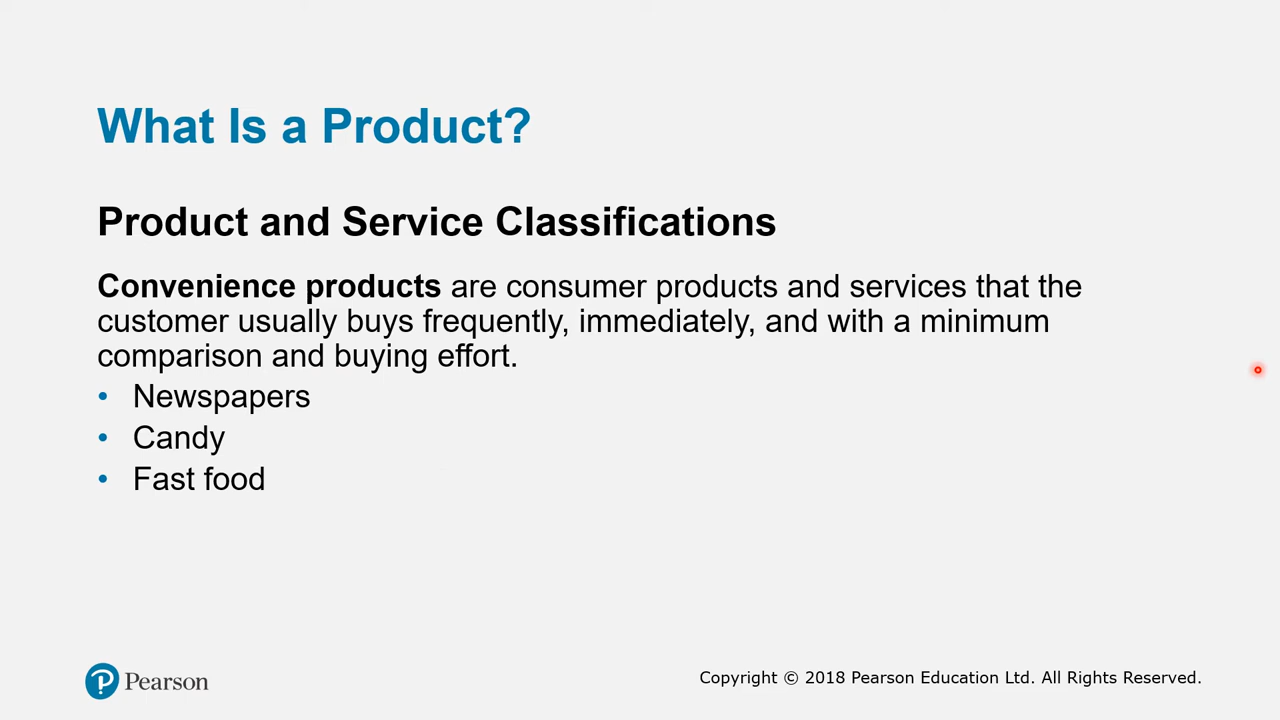 What Is a Product?
Product and Service Classifications
Convenience products are consumer products and services that the
customer usually buys frequently, immediately, and with a minimum
comparison and buying effort.
• Newspapers
• Candy
• Fast food
Pearson
Copyright © 2018 Pearson Education Ltd. All Rights Reserved.